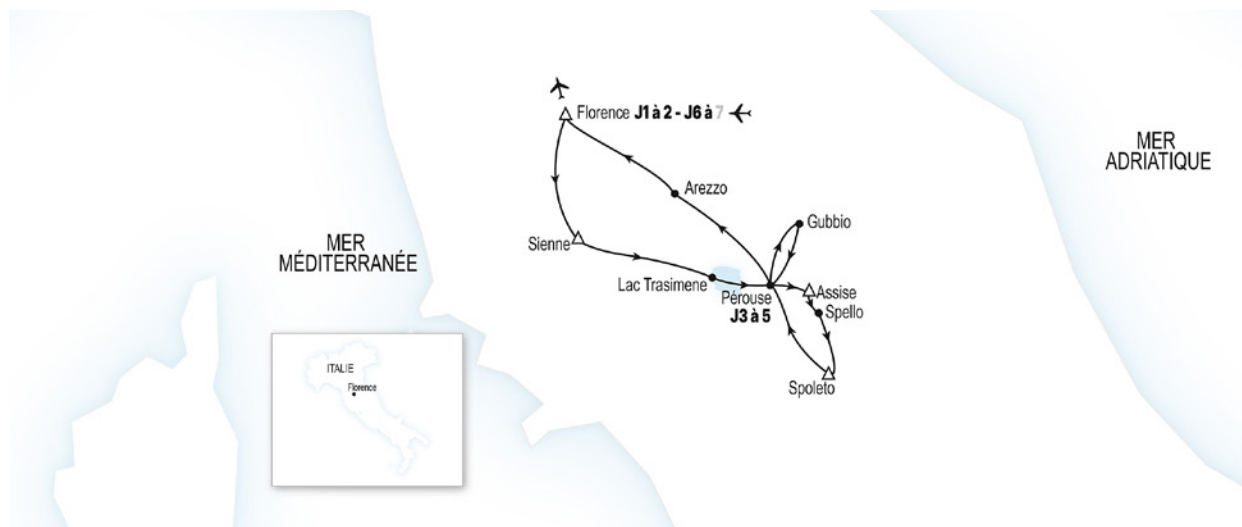 Florence J1 à 2 - J6 à 7
MER
ADRIATIQUE
Arezzo
Gubbio
MER
MÉDITERRANÉE
Sienne
Lac Trasimene
Pérouse
J3 à 5
Assise
Spello
Spoleto
ITALIE
Florence